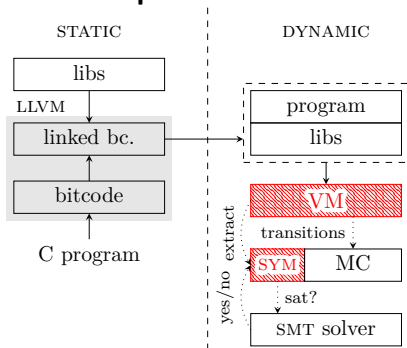 STATIC
DYNAMIC
libs
LLVM
linked bc.
bitcode
C program
program
libs
VM
extract
transitions
SYM
MC
yes/no
sat?
SMT solver